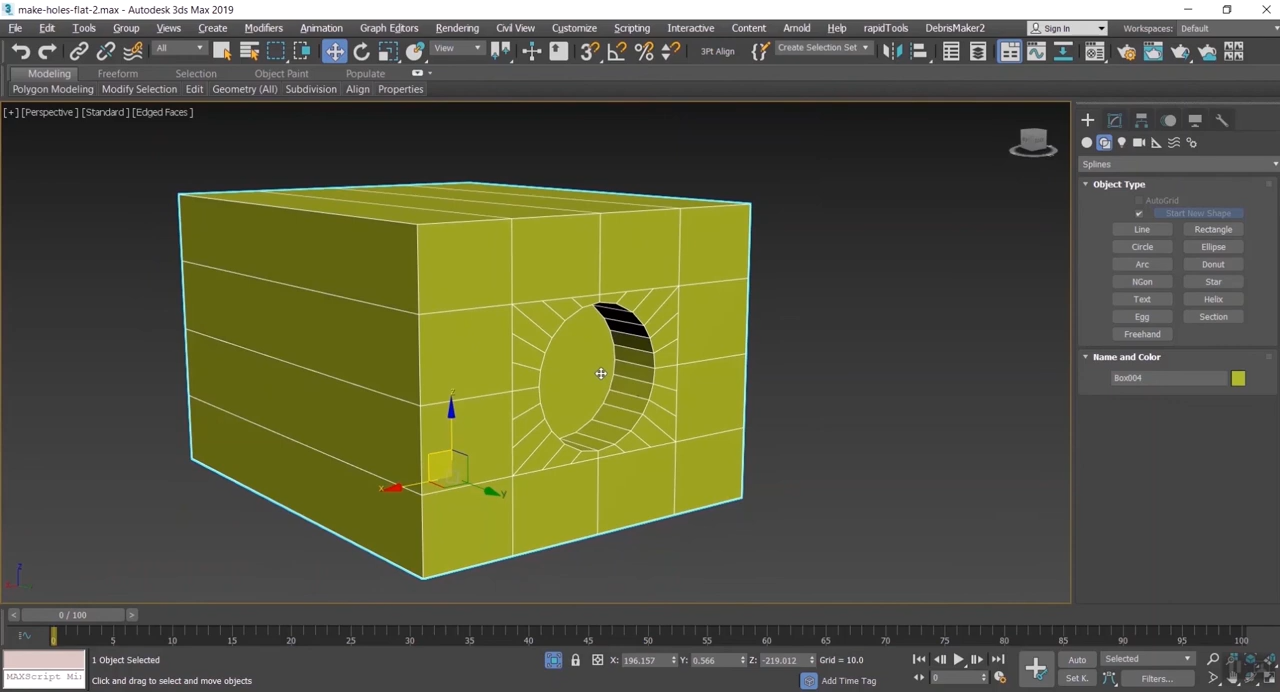 make-holes-flat-2.max - Autodesk 3ds Max 2019
File Edit Tools Group Views Create Modifiers Animation Graph Editors Rendering Civil View Customize Scripting Interactive Content Arnold Help rapidTools DebrisMaker2 Sign In Workspaces: Default
All View 3Pt Align Create Selection Set
Modeling Freeform Selection Object Paint Populate
Polygon Modeling Modify Selection Edit Geometry (All) Subdivision Align Properties
[+] [Perspective ] [Standard ] [Edged Faces ]
Splines
Object Type
AutoGrid
Start New Shape
Line Rectangle
Circle Ellipse
Arc Donut
NGon Star
Text Helix
Egg Section
Freehand
Name and Color
Box004
z
x
y
z
0 / 100
0 5 10 15 20 25 30 35 40 45 50 55 60 65 70 75 80 85 90 95 100
1 Object Selected X: 196.157 Y: 0.566 Z: -219.012 Grid = 10.0 Auto Selected
MAXScript Mi Click and drag to select and move objects Add Time Tag 0 Set K. Filters...